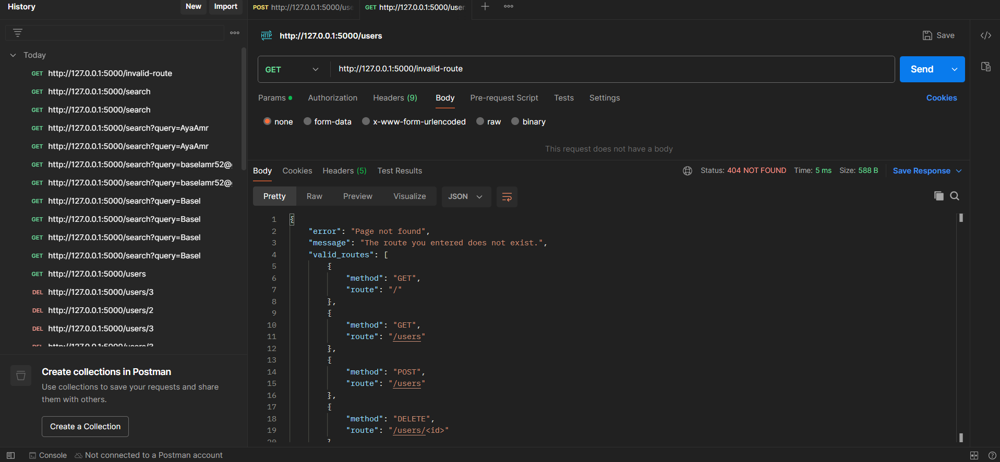 History
New
Import
POST http://127.0.0.1:5000/use
GET http://127.0.0.1:5000/user
Today
GET http://127.0.0.1:5000/invalid-route
GET http://127.0.0.1:5000/search
GET http://127.0.0.1:5000/search
GET http://127.0.0.1:5000/search?query=AyaAmr
GET http://127.0.0.1:5000/search?query=AyaAmr
GET http://127.0.0.1:5000/search?query=baselamr52@
GET http://127.0.0.1:5000/search?query=baselamr52@
GET http://127.0.0.1:5000/search?query=Basel
GET http://127.0.0.1:5000/search?query=Basel
GET http://127.0.0.1:5000/search?query=Basel
GET http://127.0.0.1:5000/search?query=Basel
GET http://127.0.0.1:5000/users
DEL http://127.0.0.1:5000/users/3
DEL http://127.0.0.1:5000/users/2
DEL http://127.0.0.1:5000/users/3
DEL http://127.0.0.1:5000/users/3
Create collections in Postman
Use collections to save your requests and share
them with others.
Create a Collection
HTTP http://127.0.0.1:5000/users
Save
GET http://127.0.0.1:5000/invalid-route
Send
Params Authorization Headers (9) Body Pre-request Script Tests Settings
Cookies
none form-data x-www-form-urlencoded raw binary
This request does not have a body
Body Cookies Headers (5) Test Results
Status: 404 NOT FOUND Time: 5 ms Size: 588 B
Save Response
Pretty Raw Preview Visualize JSON
1 {
2 "error": "Page not found",
3 "message": "The route you entered does not exist.",
4 "valid_routes": [
5 {
6 "method": "GET",
7 "route": "/"
8 },
9 {
10 "method": "GET",
11 "route": "/users"
12 },
13 {
14 "method": "POST",
15 "route": "/users"
16 },
17 {
18 "method": "DELETE",
19 "route": "/users/<id>"
20 }
Console
Not connected to a Postman account